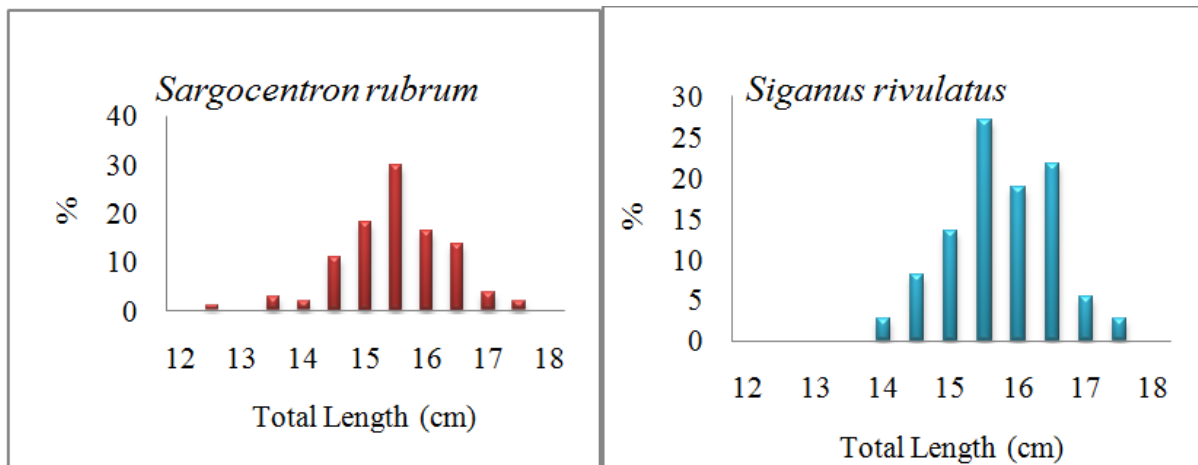 Sargocentron rubrum
40
30
20
10
0
%
12 13 14 15 16 17 18
Total Length (cm)
Siganus rivulatus
30
25
20
15
10
5
0
%
12 13 14 15 16 17 18
Total Length (cm)